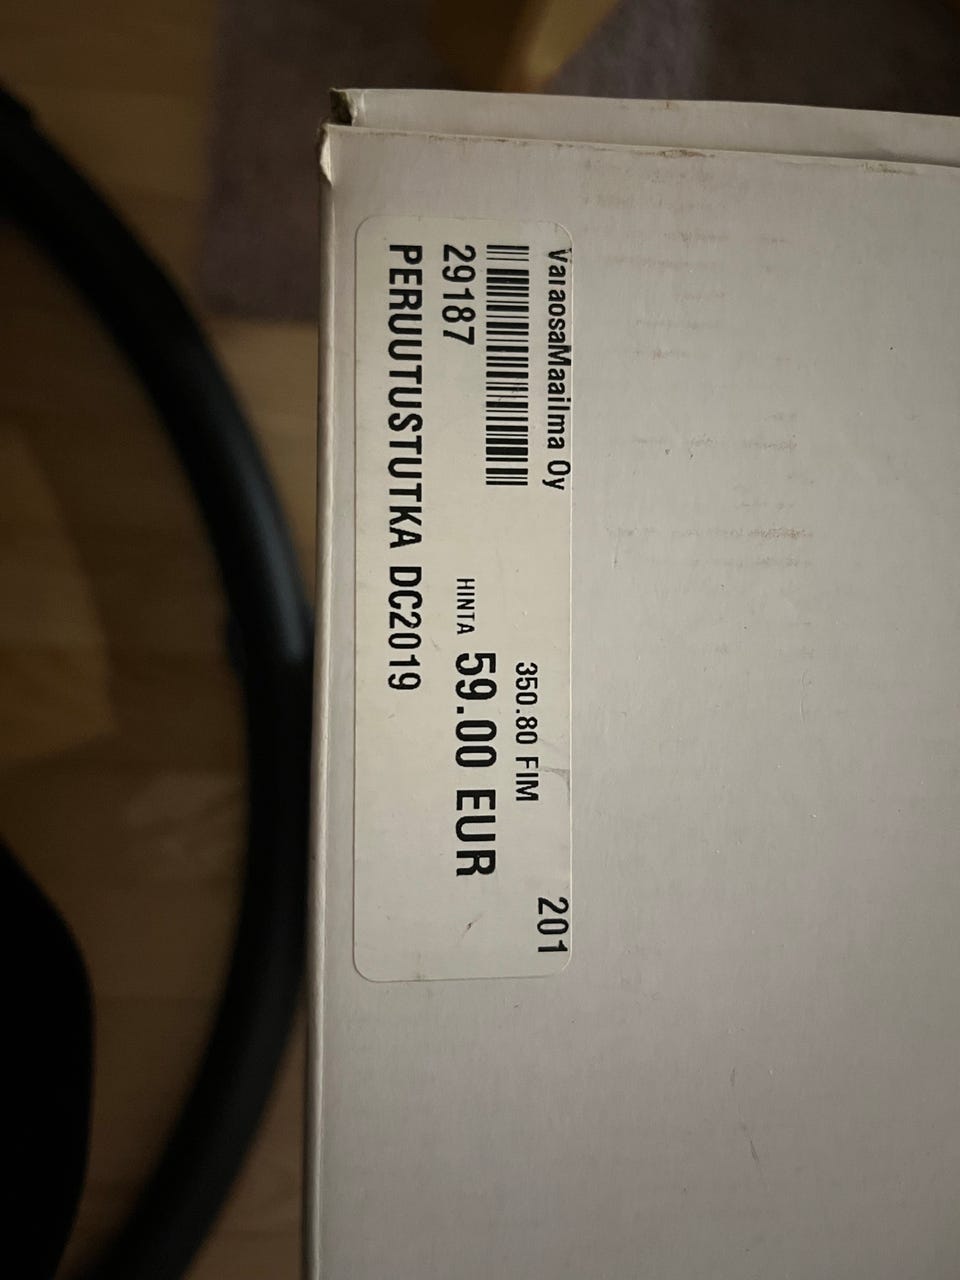 VaraosaMaailma Oy
201
350.80 FIM
29187
HINTA 59.00 EUR
PERUUTUSTUTKA DC2019